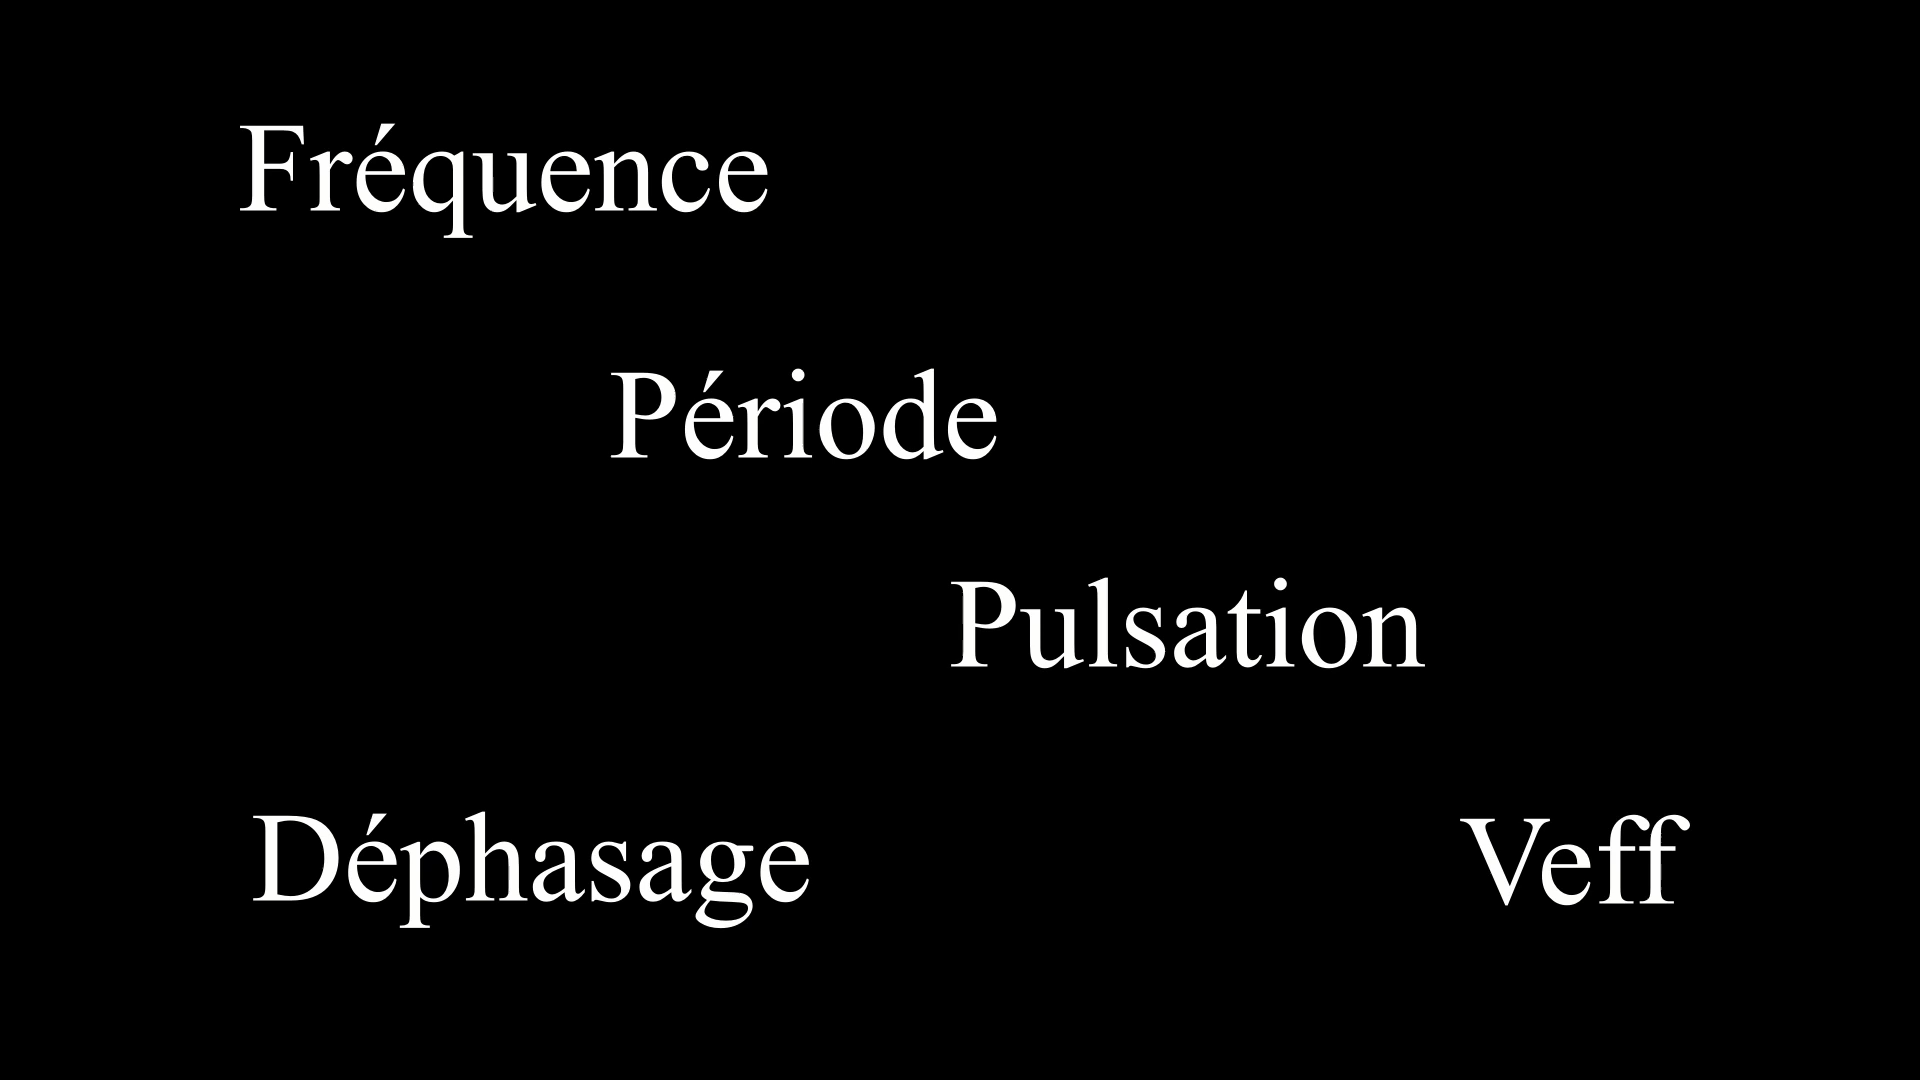 Fréquence
Période
Pulsation
Déphasage
Veff